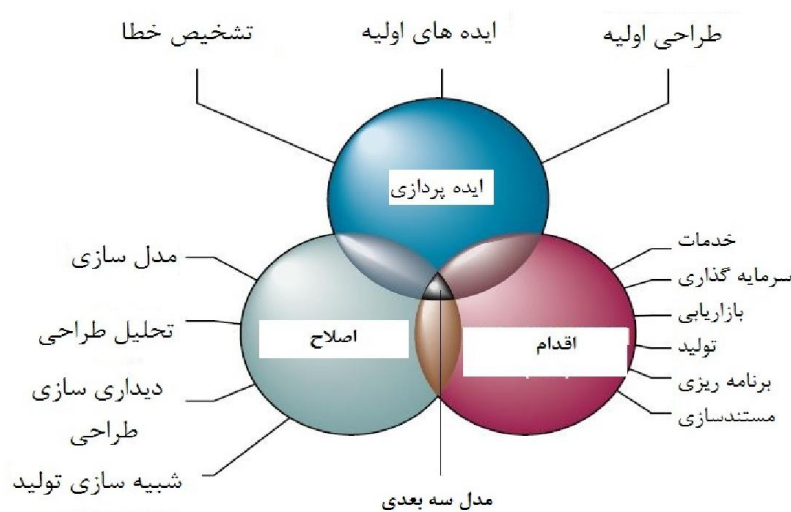 طراحی اولیه
ایده های اولیه
تشخیص خطا
ایده پردازی
خدمات
سرمایه گذاری
بازاریابی
تولید
برنامه ریزی
مستندسازی
اقدام
اصلاح
مدل سازی
تحلیل طراحی
دیداری سازی
طراحی
شبیه سازی تولید
مدل سه بعدی